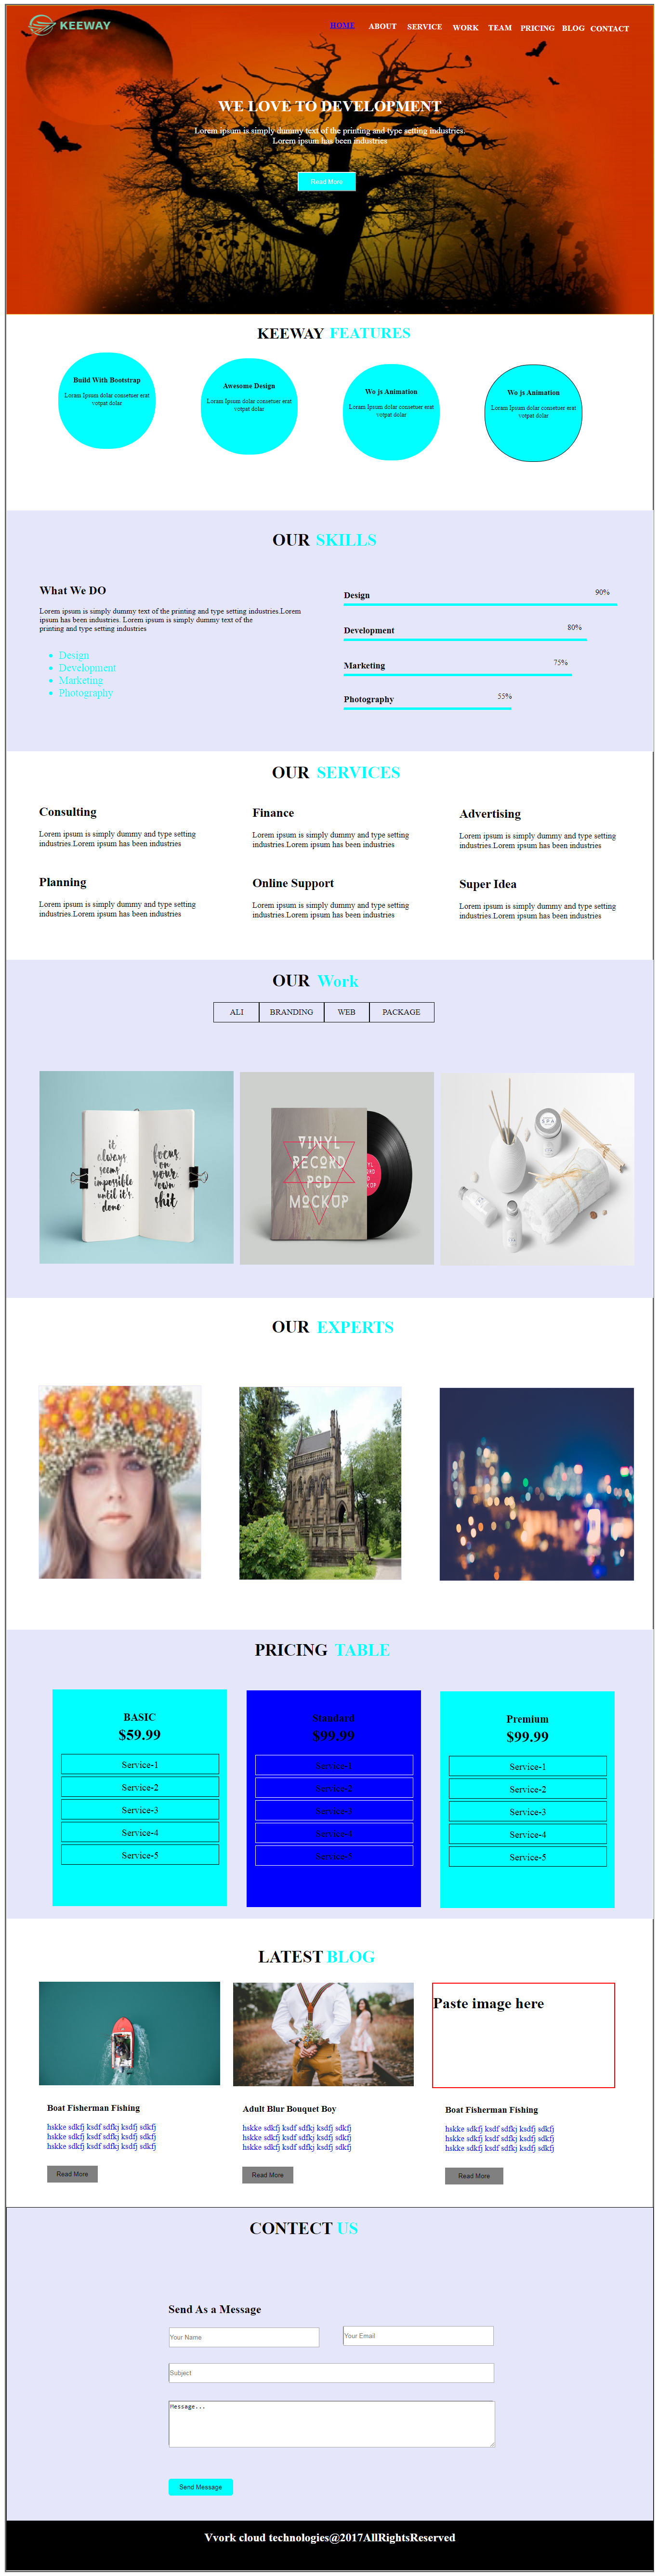 KEEWAY
HOME ABOUT SERVICE WORK TEAM PRICING BLOG CONTACT
WE LOVE TO DEVELOPMENT
Lorem ipsum is simply dummy text of the printing and type setting industries.
Lorem ipsum has been industries
Read More
KEEWAY FEATURES
Build With Bootstrap
Loram Ipsum dolar consetuer erat
votpat dolar
Awesome Design
Loram Ipsum dolar consetuer erat
votpat dolar
Wo js Animation
Loram Ipsum dolar consetuer erat
votpat dolar
Wo js Animation
Loram Ipsum dolar consetuer erat
votpat dolar
OUR SKILLS
What We DO
Lorem ipsum is simply dummy text of the printing and type setting industries.Lorem
ipsum has been industries. Lorem ipsum is simply dummy text of the
printing and type setting industries
Design
Development
Marketing
Photography
Design 90%
Development 80%
Marketing 75%
Photography 55%
OUR SERVICES
Consulting
Lorem ipsum is simply dummy and type setting
industries.Lorem ipsum has been industries
Finance
Lorem ipsum is simply dummy and type setting
industries.Lorem ipsum has been industries
Advertising
Lorem ipsum is simply dummy and type setting
industries.Lorem ipsum has been industries
Planning
Lorem ipsum is simply dummy and type setting
industries.Lorem ipsum has been industries
Online Support
Lorem ipsum is simply dummy and type setting
industries.Lorem ipsum has been industries
Super Idea
Lorem ipsum is simply dummy and type setting
industries.Lorem ipsum has been industries
OUR Work
ALI BRANDING WEB PACKAGE
it
always
seems
impossible
until it's
done.
focus
on
your
own
shit
VINYL
RECORD
PSD
MOCKUP
OUR EXPERTS
PRICING TABLE
BASIC
$59.99
Service-1
Service-2
Service-3
Service-4
Service-5
Standard
$99.99
Service-1
Service-2
Service-3
Service-4
Service-5
Premium
$99.99
Service-1
Service-2
Service-3
Service-4
Service-5
LATEST BLOG
Boat Fisherman Fishing
hskke sdkfj ksdf sdfkj ksdfj sdkfj
hskke sdkfj ksdf sdfkj ksdfj sdkfj
hskke sdkfj ksdf sdfkj ksdfj sdkfj
Read More
Adult Blur Bouquet Boy
hskke sdkfj ksdf sdfkj ksdfj sdkfj
hskke sdkfj ksdf sdfkj ksdfj sdkfj
hskke sdkfj ksdf sdfkj ksdfj sdkfj
Read More
Paste image here
Boat Fisherman Fishing
hskke sdkfj ksdf sdfkj ksdfj sdkfj
hskke sdkfj ksdf sdfkj ksdfj sdkfj
hskke sdkfj ksdf sdfkj ksdfj sdkfj
Read More
CONTECT US
Send As a Message
Your Name
Your Email
Subject
Message...
Send Message
Vvork cloud technologies@2017AllRightsReserved